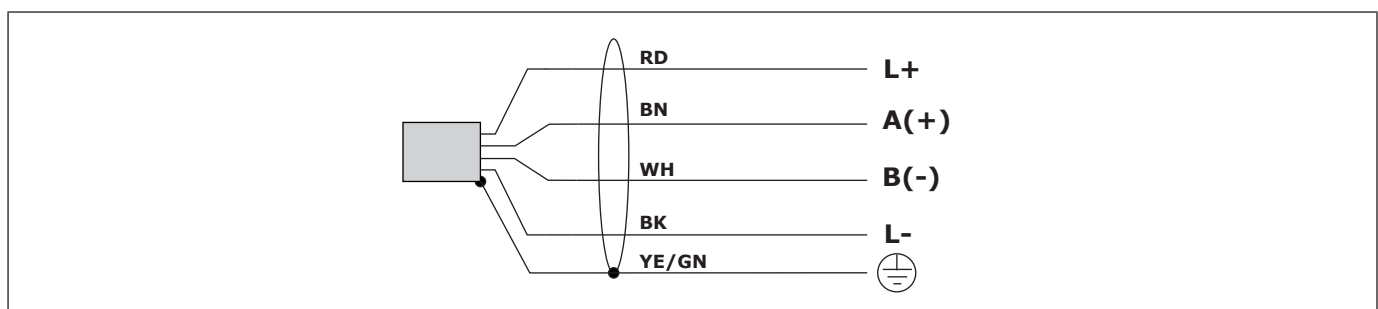 RD L+
BN A(+)
WH B(-)
BK L-
YE/GN